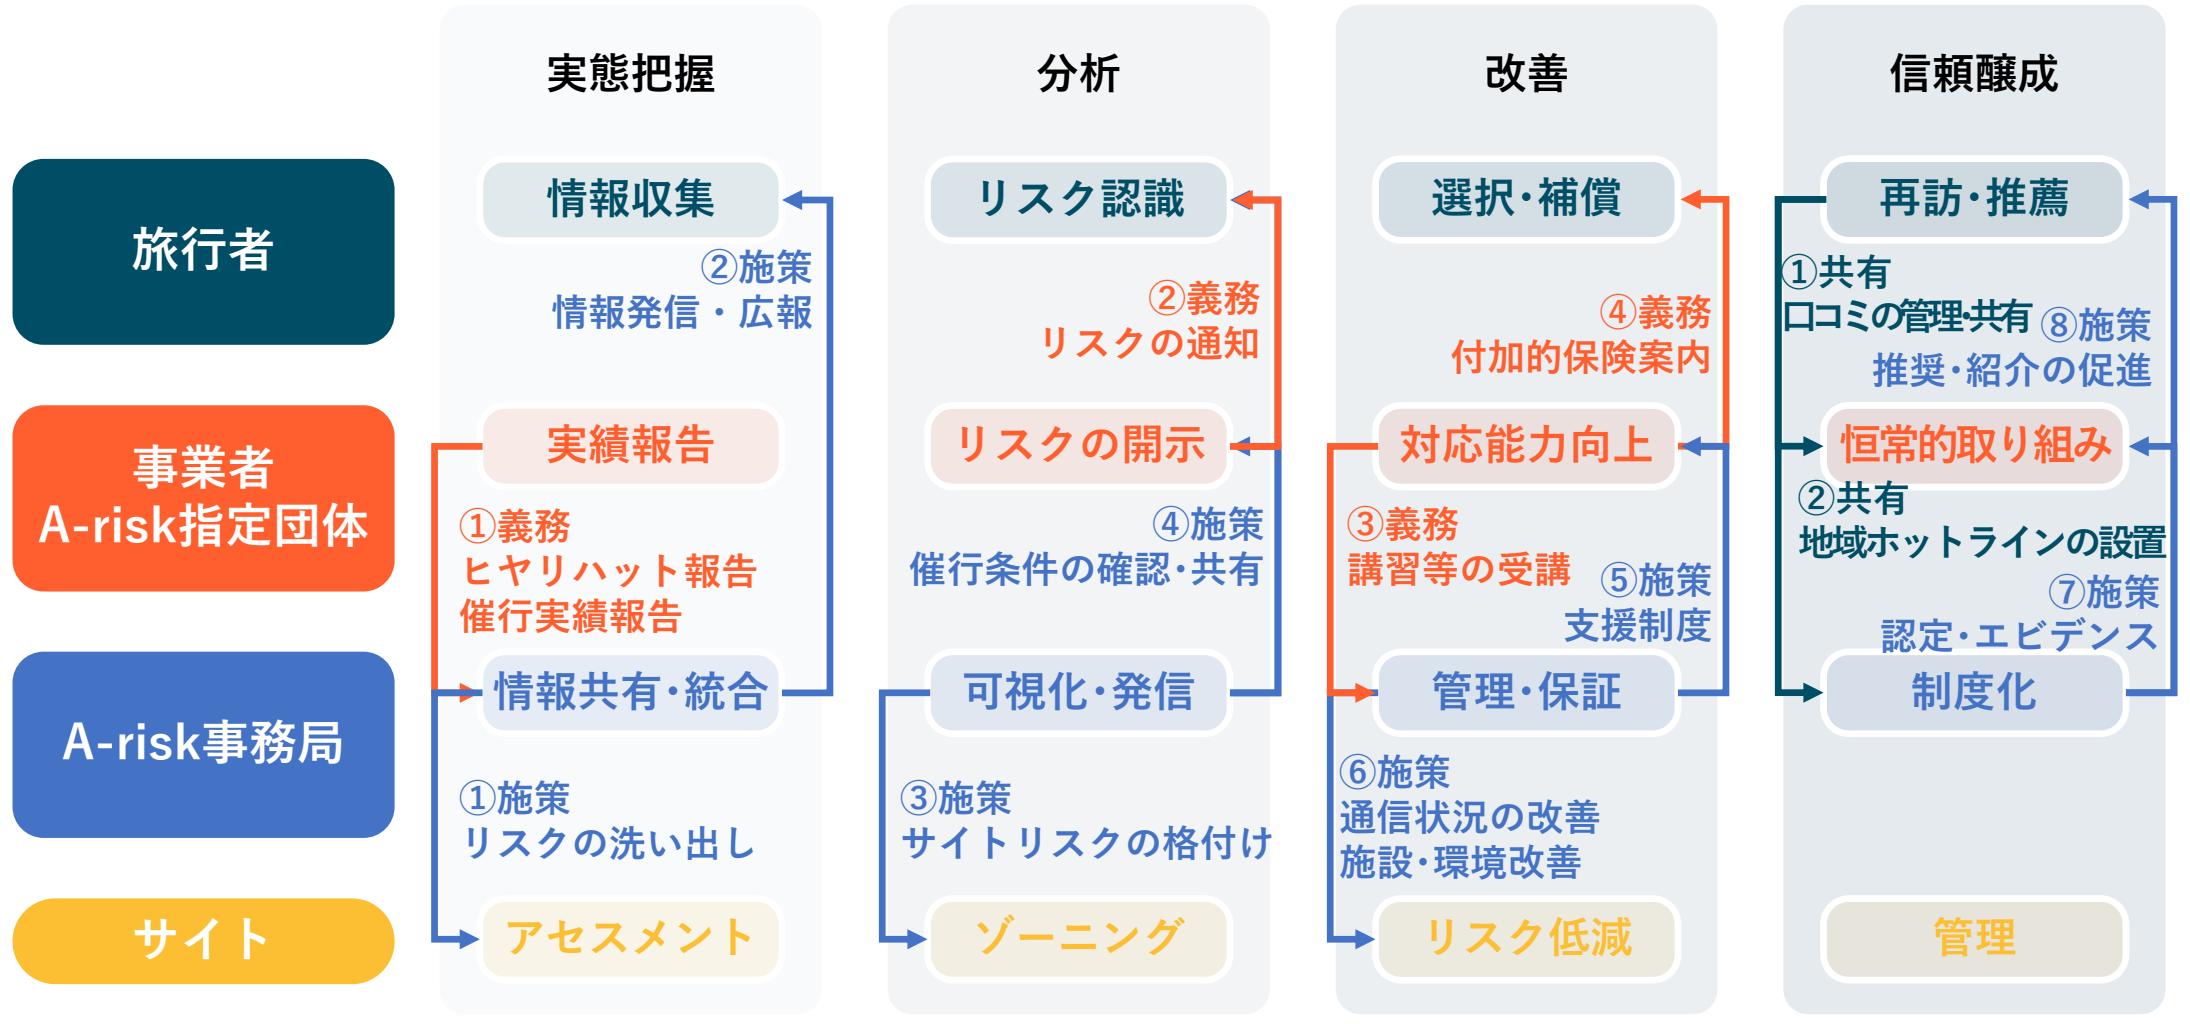 実態把握
分析
改善
信頼醸成
旅行者
情報収集
リスク認識
選択･補償
再訪･推薦
②施策
情報発信・広報
②義務
リスクの通知
④義務
付加的保険案内
①共有
口コミの管理･共有
⑧施策
推奨･紹介の促進
事業者
A-risk指定団体
実績報告
リスクの開示
対応能力向上
恒常的取り組み
①義務
ヒヤリハット報告
催行実績報告
④施策
催行条件の確認･共有
③義務
講習等の受講
⑤施策
支援制度
②共有
地域ホットラインの設置
⑦施策
認定･エビデンス
A-risk事務局
情報共有･統合
可視化･発信
管理･保証
制度化
①施策
リスクの洗い出し
③施策
サイトリスクの格付け
⑥施策
通信状況の改善
施設･環境改善
サイト
アセスメント
ゾーニング
リスク低減
管理